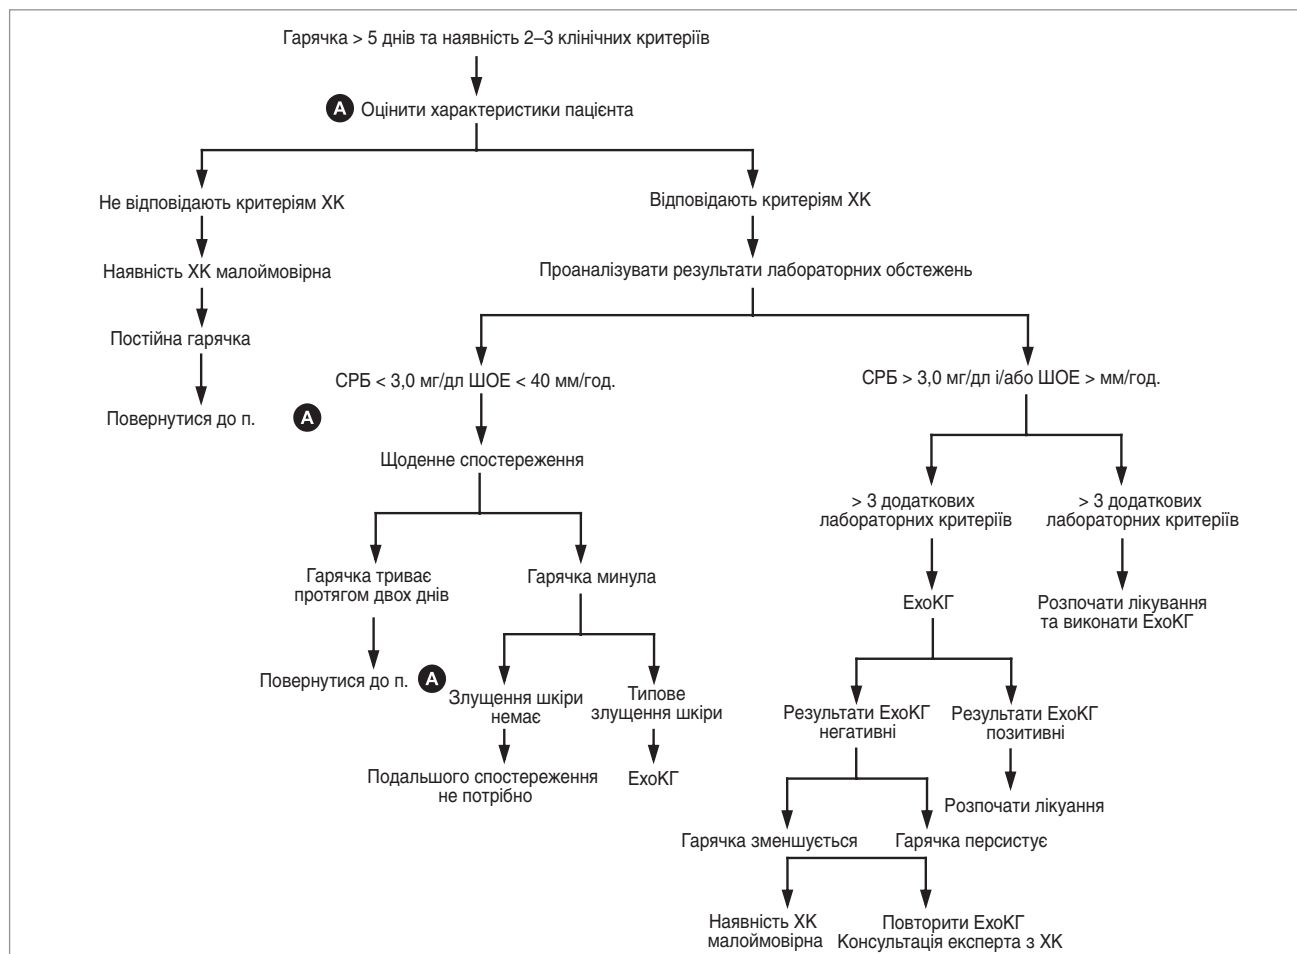 Гарячка > 5 днів та наявність 2–3 клінічних критеріїв
А Оцінити характеристики пацієнта
Не відповідають критеріям ХК
Відповідають критеріям ХК
Наявність ХК малоймовірна
Проаналізувати результати лабораторних обстежень
Постійна гарячка
СРБ < 3,0 мг/дл ШОЕ < 40 мм/год.
СРБ > 3,0 мг/дл і/або ШОЕ > мм/год.
Повернутися до п. А
Щоденне спостереження
> 3 додаткових
лабораторних критеріїв
> 3 додаткових
лабораторних критеріїв
Гарячка триває
протягом двох днів
Гарячка минула
ЕхоКГ
Розпочати лікування
та виконати ЕхоКГ
Повернутися до п. А
Злущення шкіри
немає
Типове
злущення шкіри
Результати ЕхоКГ
негативні
Результати ЕхоКГ
позитивні
Подальшого спостереження
не потрібно
ЕхоКГ
Розпочати лікуання
Гарячка зменшується
Гарячка персистує
Наявність ХК
малоймовірна
Повторити ЕхоКГ
Консультація експерта з ХК